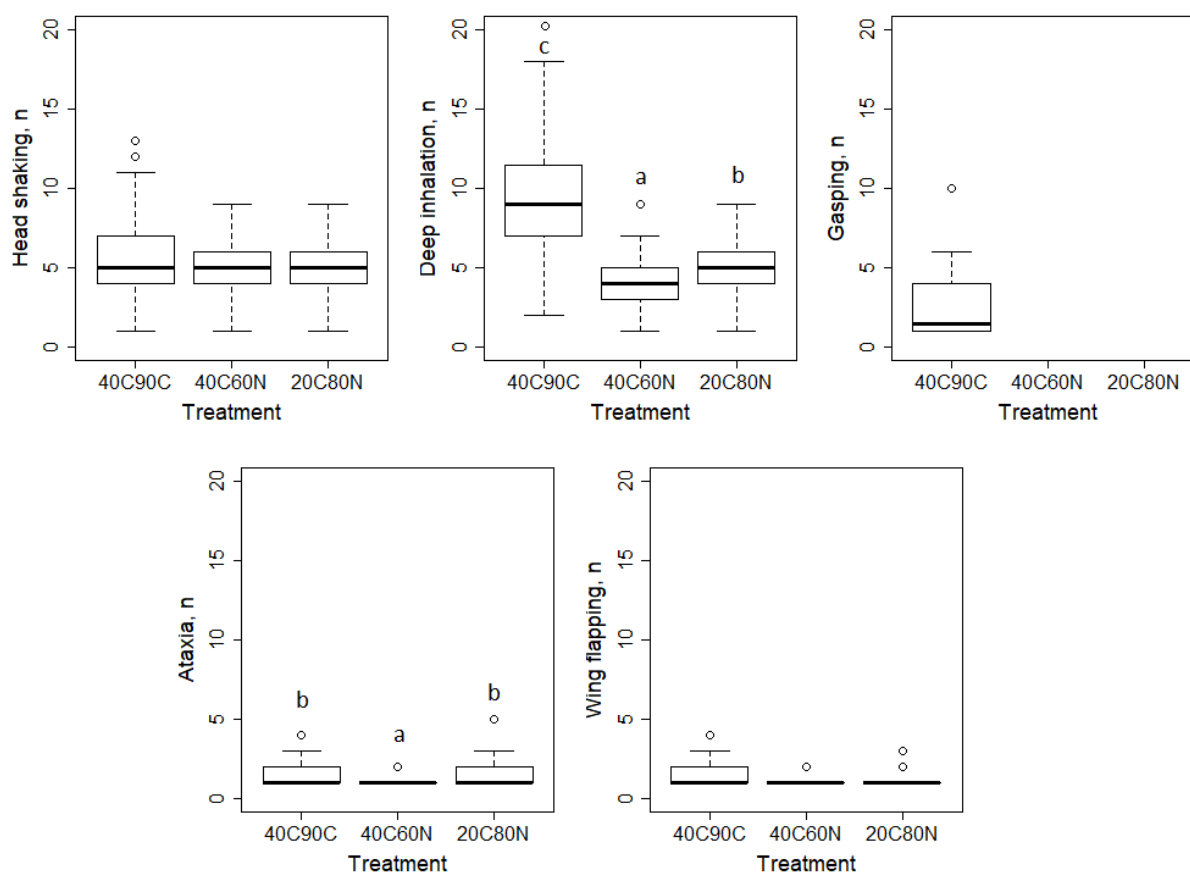 Head shaking, n
20
15
10
5
0
40C90C 40C60N 20C80N
Treatment
Deep inhalation, n
20
15
10
5
0
c
a
b
40C90C 40C60N 20C80N
Treatment
Gasping, n
20
15
10
5
0
40C90C 40C60N 20C80N
Treatment
Ataxia, n
20
15
10
5
0
b
a
b
40C90C 40C60N 20C80N
Treatment
Wing flapping, n
20
15
10
5
0
40C90C 40C60N 20C80N
Treatment